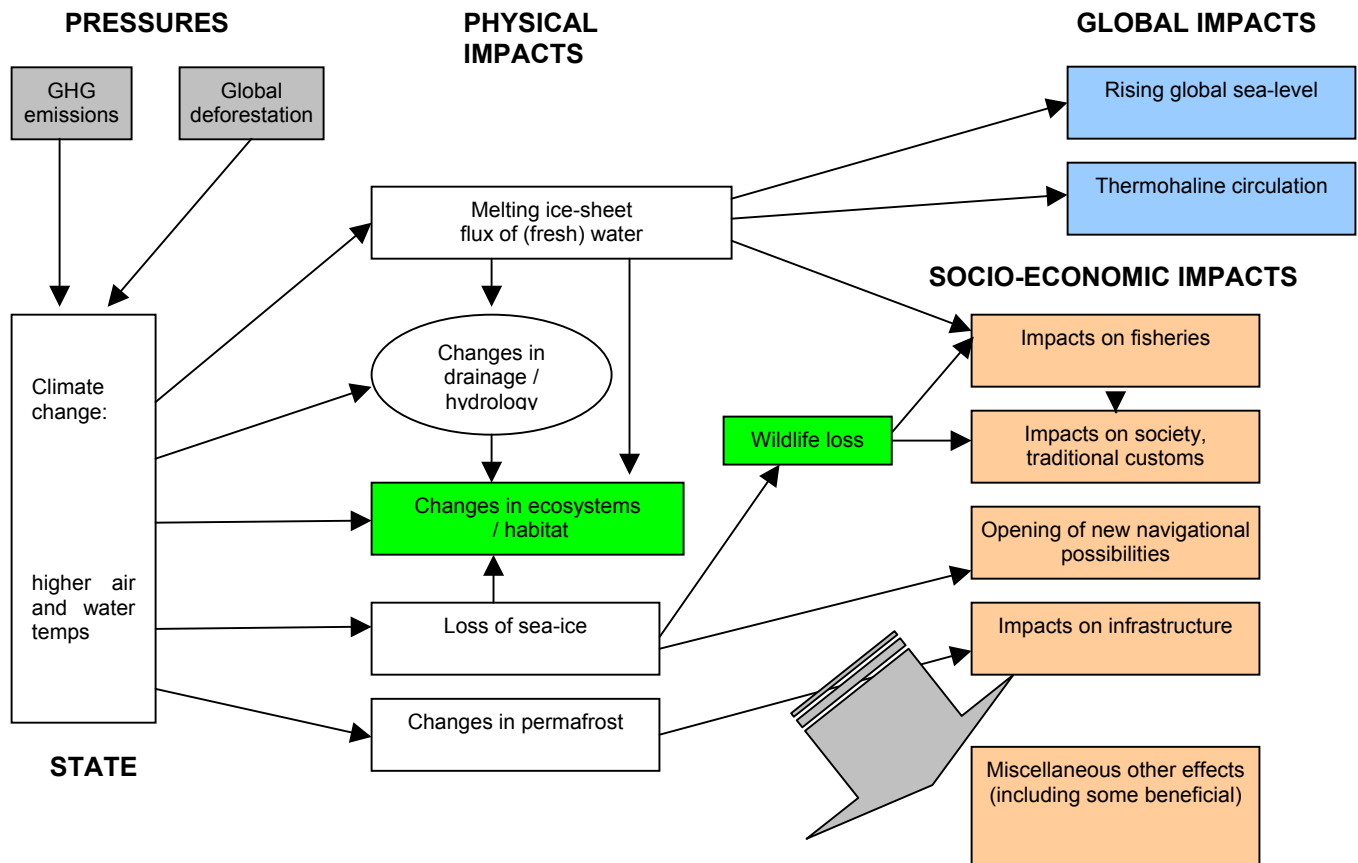 PRESSURES
PHYSICAL
IMPACTS
GLOBAL IMPACTS
GHG
emissions
Global
deforestation
Rising global sea-level
Thermohaline circulation
Melting ice-sheet
flux of (fresh) water
SOCIO-ECONOMIC IMPACTS
Climate
change:
higher air
and water
temps
Changes in
drainage /
hydrology
Impacts on fisheries
Wildlife loss
Impacts on society,
traditional customs
Changes in ecosystems
/ habitat
Opening of new navigational
possibilities
Loss of sea-ice
Impacts on infrastructure
Changes in permafrost
STATE
Miscellaneous other effects
(including some beneficial)